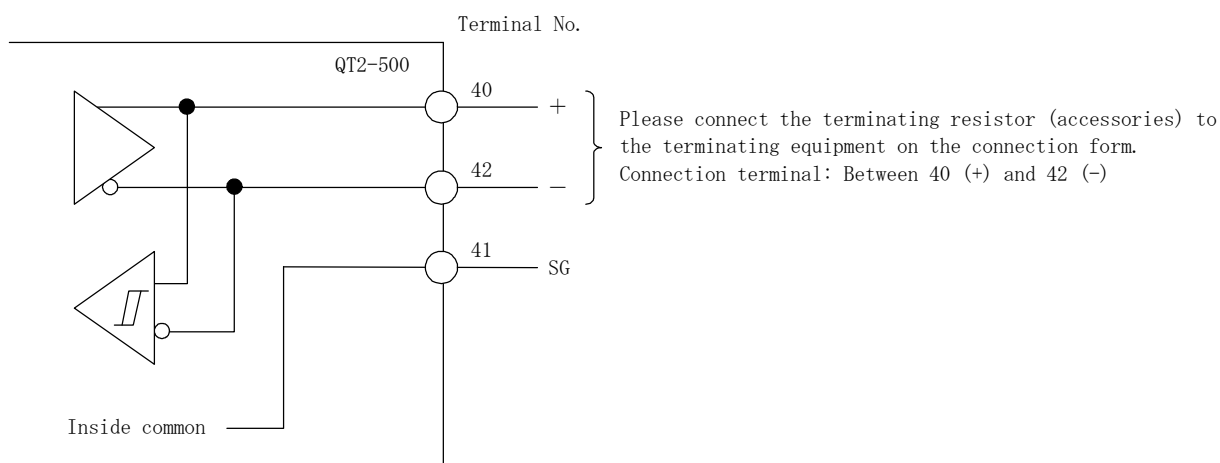 Terminal No.
QT2-500
40
+
Please connect the terminating resistor (accessories) to
the terminating equipment on the connection form.
Connection terminal: Between 40 (+) and 42 (-)
42
-
41
SG
Inside common